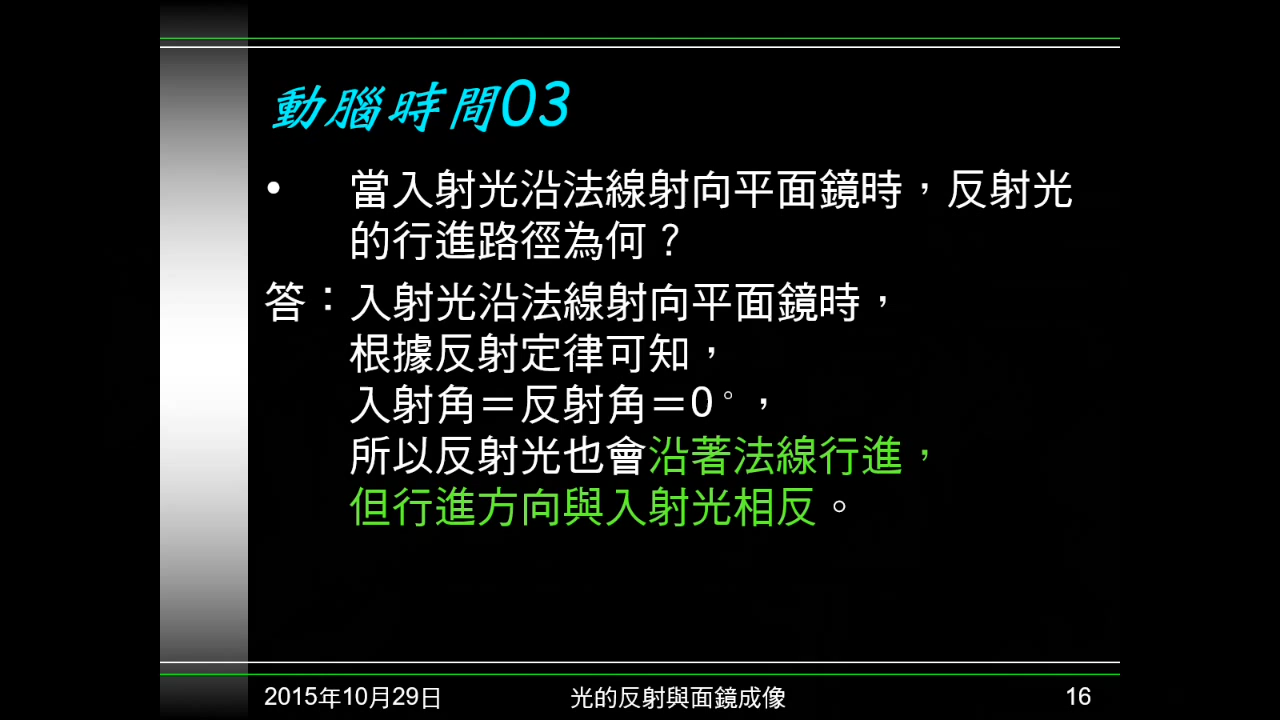 動腦時間03
• 當入射光沿法線射向平面鏡時，反射光
的行進路徑為何？
答：入射光沿法線射向平面鏡時，
根據反射定律可知，
入射角＝反射角＝0°，
所以反射光也會沿著法線行進，
但行進方向與入射光相反。
2015年10月29日 光的反射與面鏡成像 16